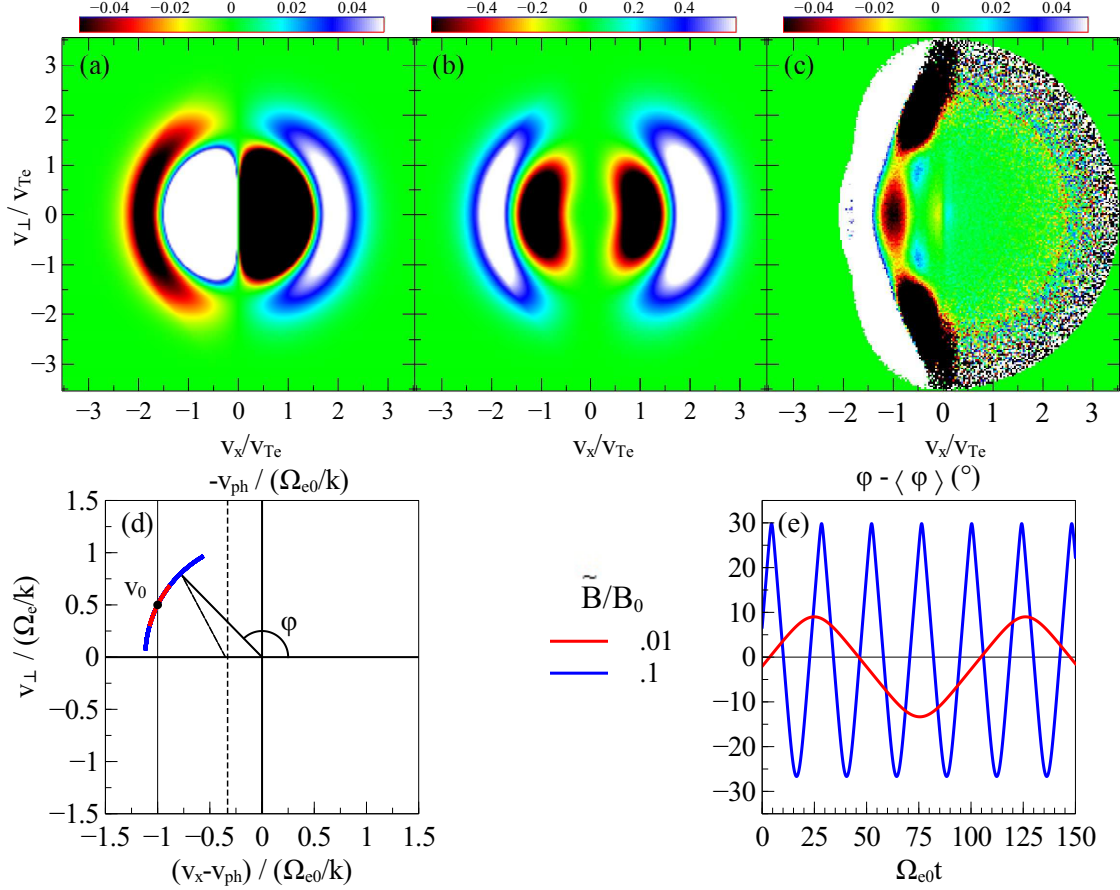 −0.04 −0.02 0 0.02 0.04
−0.04 −0.02 0 0.02 0.04
−0.04 −0.02 0 0.02 0.04
(a)
(b)
(c)
v⊥/ vTe
3
2
1
0
−1
−2
−3
−3 −2 −1 0 1 2 3
−3 −2 −1 0 1 2 3
−3 −2 −1 0 1 2 3
vx/vTe
vx/vTe
vx/vTe
-vph / (Ωe0/k)
(d)
v⊥ / (Ωe/k)
1.5
1
0.5
0
−0.5
−1
−1.5
v0
φ
−1.5 −1 −0.5 0 0.5 1 1.5
(vx-vph) / (Ωe0/k)
B̃/B0
.01
.1
φ - ⟨ φ ⟩ (°)
(e)
30
20
10
0
−10
−20
−30
0 25 50 75 100 125 150
Ωe0t